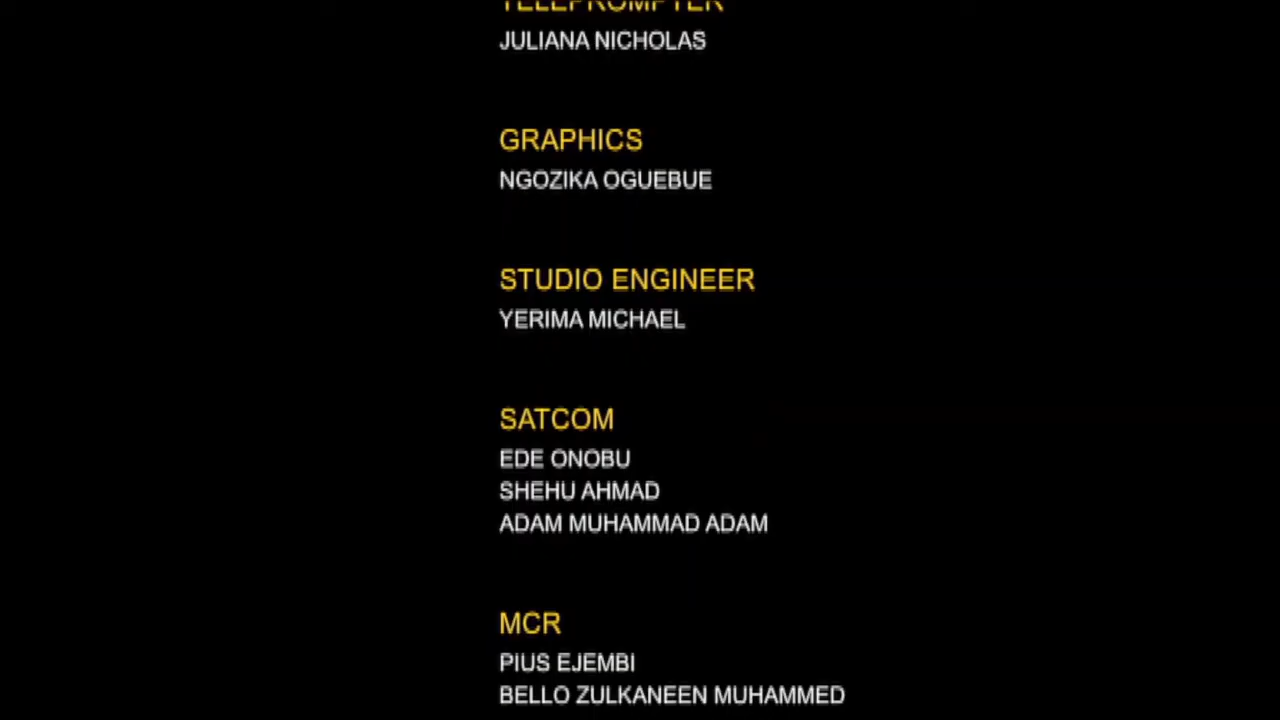 TELEPROMPTER
JULIANA NICHOLAS
GRAPHICS
NGOZIKA OGUEBUE
STUDIO ENGINEER
YERIMA MICHAEL
SATCOM
EDE ONOBU
SHEHU AHMAD
ADAM MUHAMMAD ADAM
MCR
PIUS EJEMBI
BELLO ZULKANEEN MUHAMMED